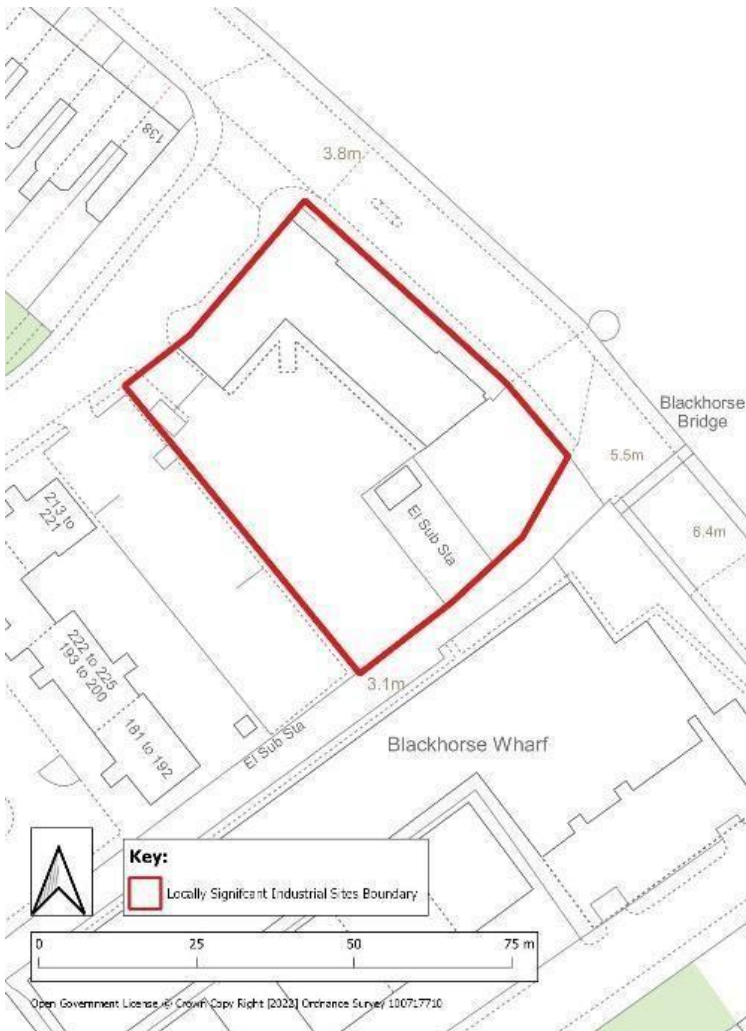 138
3.8m
Blackhorse
Bridge
5.5m
6.4m
El Sub Sta
213 to
221
222 to 225
193 to 200
181 to 192
3.1m
El Sub Sta
Blackhorse Wharf
Key:
Locally Signifcant Industrial Sites Boundary
0 25 50 75 m
Open Government License, © Crown Copy Right [2022] Ordnance Survey 100717710